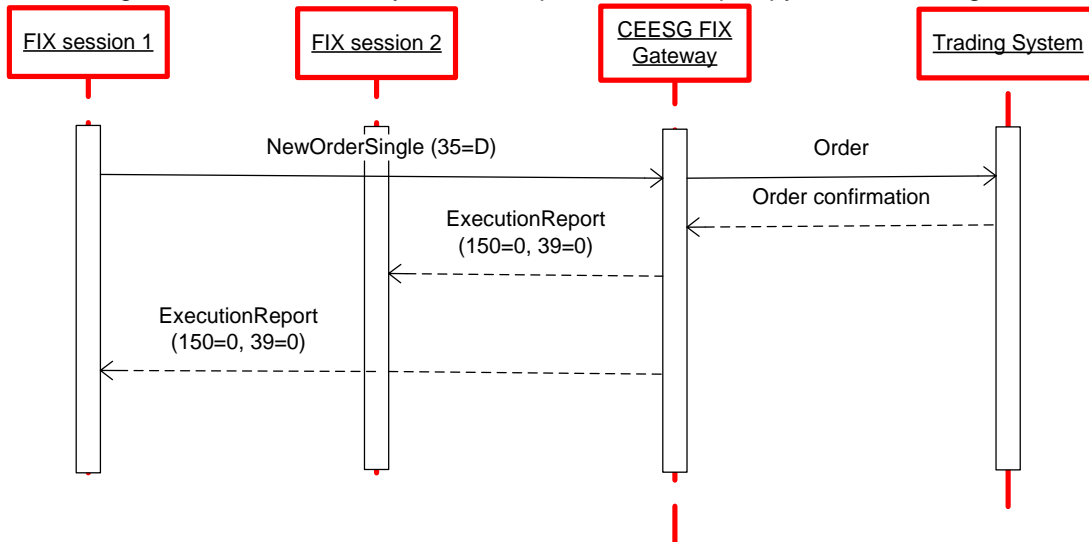 FIX session 1
FIX session 2
CEESG FIX
Gateway
Trading System
NewOrderSingle (35=D)
Order
Order confirmation
ExecutionReport
(150=0, 39=0)
ExecutionReport
(150=0, 39=0)